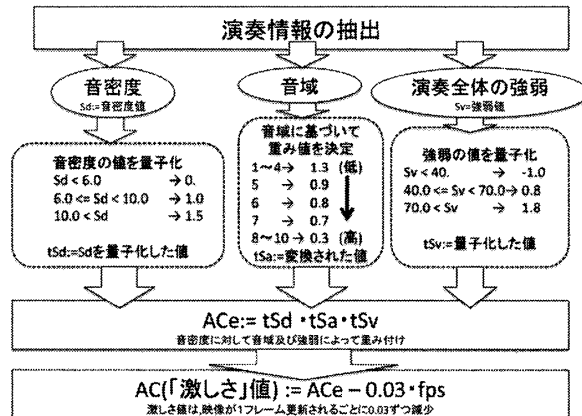 演奏情報の抽出
音密度
Sd:=音密度値
音域
演奏全体の強弱
Sv=強弱値
音密度の値を量子化
Sd < 6.0 → 0.
6.0 <= Sd < 10.0 → 1.0
10.0 < Sd → 1.5
tSd:=Sdを量子化した値
音域に基づいて
重み値を決定
1～4→ 1.3 (低)
5 → 0.9
6 → 0.8
7 → 0.7
8～10→ 0.3 (高)
tSa:=変換された値
強弱の値を量子化
Sv < 40. → -1.0
40.0 <= Sv < 70.0→ 0.8
70.0 < Sv → 1.8
tSv:=量子化した値
ACe:= tSd ・tSa・tSv
音密度に対して音域及び強弱によって重み付け
AC(「激しさ」値) := ACe − 0.03・fps
激しさ値は、映像が1フレーム更新されるごとに0.03ずつ減少